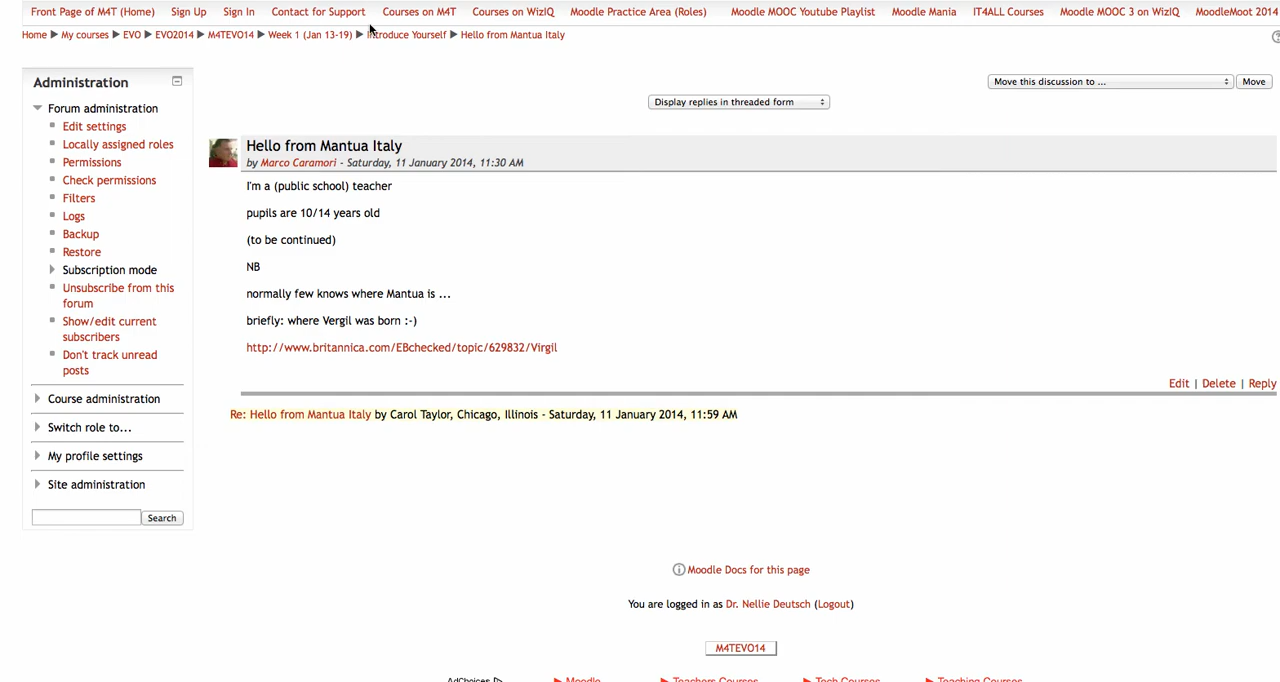 Front Page of M4T (Home) Sign Up Sign In Contact for Support Courses on M4T Courses on WizIQ Moodle Practice Area (Roles) Moodle MOOC Youtube Playlist Moodle Mania IT4ALL Courses Moodle MOOC 3 on WizIQ MoodleMoot 2014
Home ▶ My courses ▶ EVO ▶ EVO2014 ▶ M4TEVO14 ▶ Week 1 (Jan 13-19) ▶ Introduce Yourself ▶ Hello from Mantua Italy
Administration
Forum administration
Edit settings
Locally assigned roles
Permissions
Check permissions
Filters
Logs
Backup
Restore
Subscription mode
Unsubscribe from this
forum
Show/edit current
subscribers
Don't track unread
posts
Course administration
Switch role to...
My profile settings
Site administration
Search
Move this discussion to ... Move
Display replies in threaded form
Hello from Mantua Italy
by Marco Caramori - Saturday, 11 January 2014, 11:30 AM
I'm a (public school) teacher
pupils are 10/14 years old
(to be continued)
NB
normally few knows where Mantua is ...
briefly: where Vergil was born :-)
http://www.britannica.com/EBchecked/topic/629832/Virgil
Edit | Delete | Reply
Re: Hello from Mantua Italy by Carol Taylor, Chicago, Illinois - Saturday, 11 January 2014, 11:59 AM
Moodle Docs for this page
You are logged in as Dr. Nellie Deutsch (Logout)
M4TEVO14
AdChoices ▶ Moodle ▶ Teachers Courses ▶ Tech Courses ▶ Teaching Courses